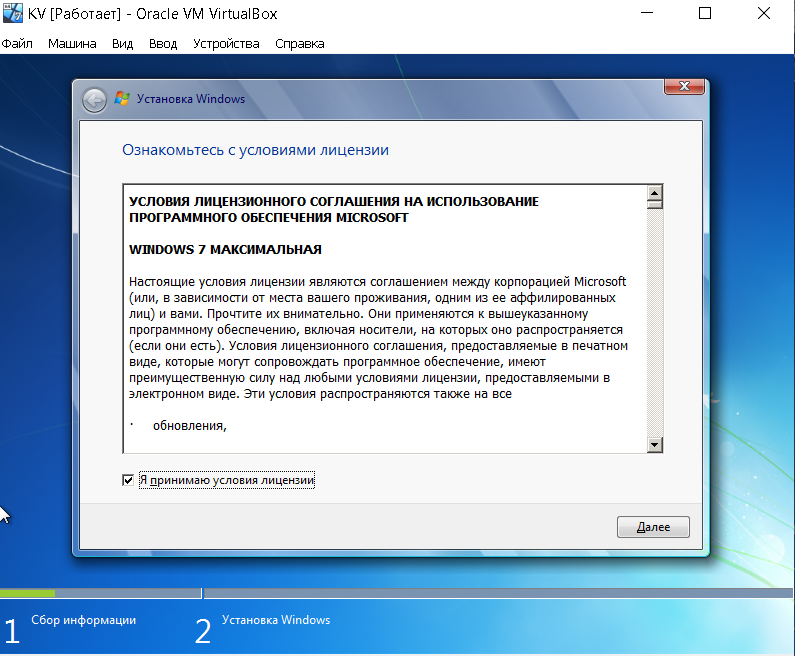 KV [Работает] - Oracle VM VirtualBox
Файл Машина Вид Ввод Устройства Справка
Установка Windows
Ознакомьтесь с условиями лицензии
УСЛОВИЯ ЛИЦЕНЗИОННОГО СОГЛАШЕНИЯ НА ИСПОЛЬЗОВАНИЕ
ПРОГРАММНОГО ОБЕСПЕЧЕНИЯ MICROSOFT
WINDOWS 7 МАКСИМАЛЬНАЯ
Настоящие условия лицензии являются соглашением между корпорацией Microsoft
(или, в зависимости от места вашего проживания, одним из ее аффилированных
лиц) и вами. Прочтите их внимательно. Они применяются к вышеуказанному
программному обеспечению, включая носители, на которых оно распространяется
(если они есть). Условия лицензионного соглашения, предоставляемые в печатном
виде, которые могут сопровождать программное обеспечение, имеют
преимущественную силу над любыми условиями лицензии, предоставляемыми в
электронном виде. Эти условия распространяются также на все
· обновления,
Я принимаю условия лицензии
Далее
1 Сбор информации
2 Установка Windows